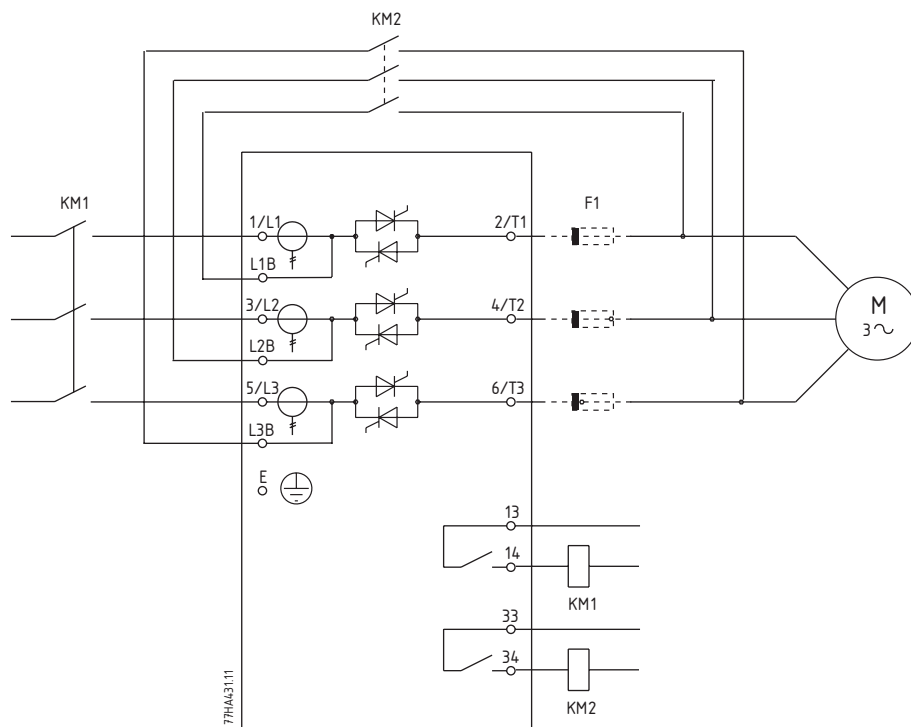 KM2
KM1
F1
1/L1
2/T1
L1B
3/L2
4/T2
M
3
L2B
5/L3
6/T3
L3B
E
13
14
KM1
33
34
KM2
77HA431.11